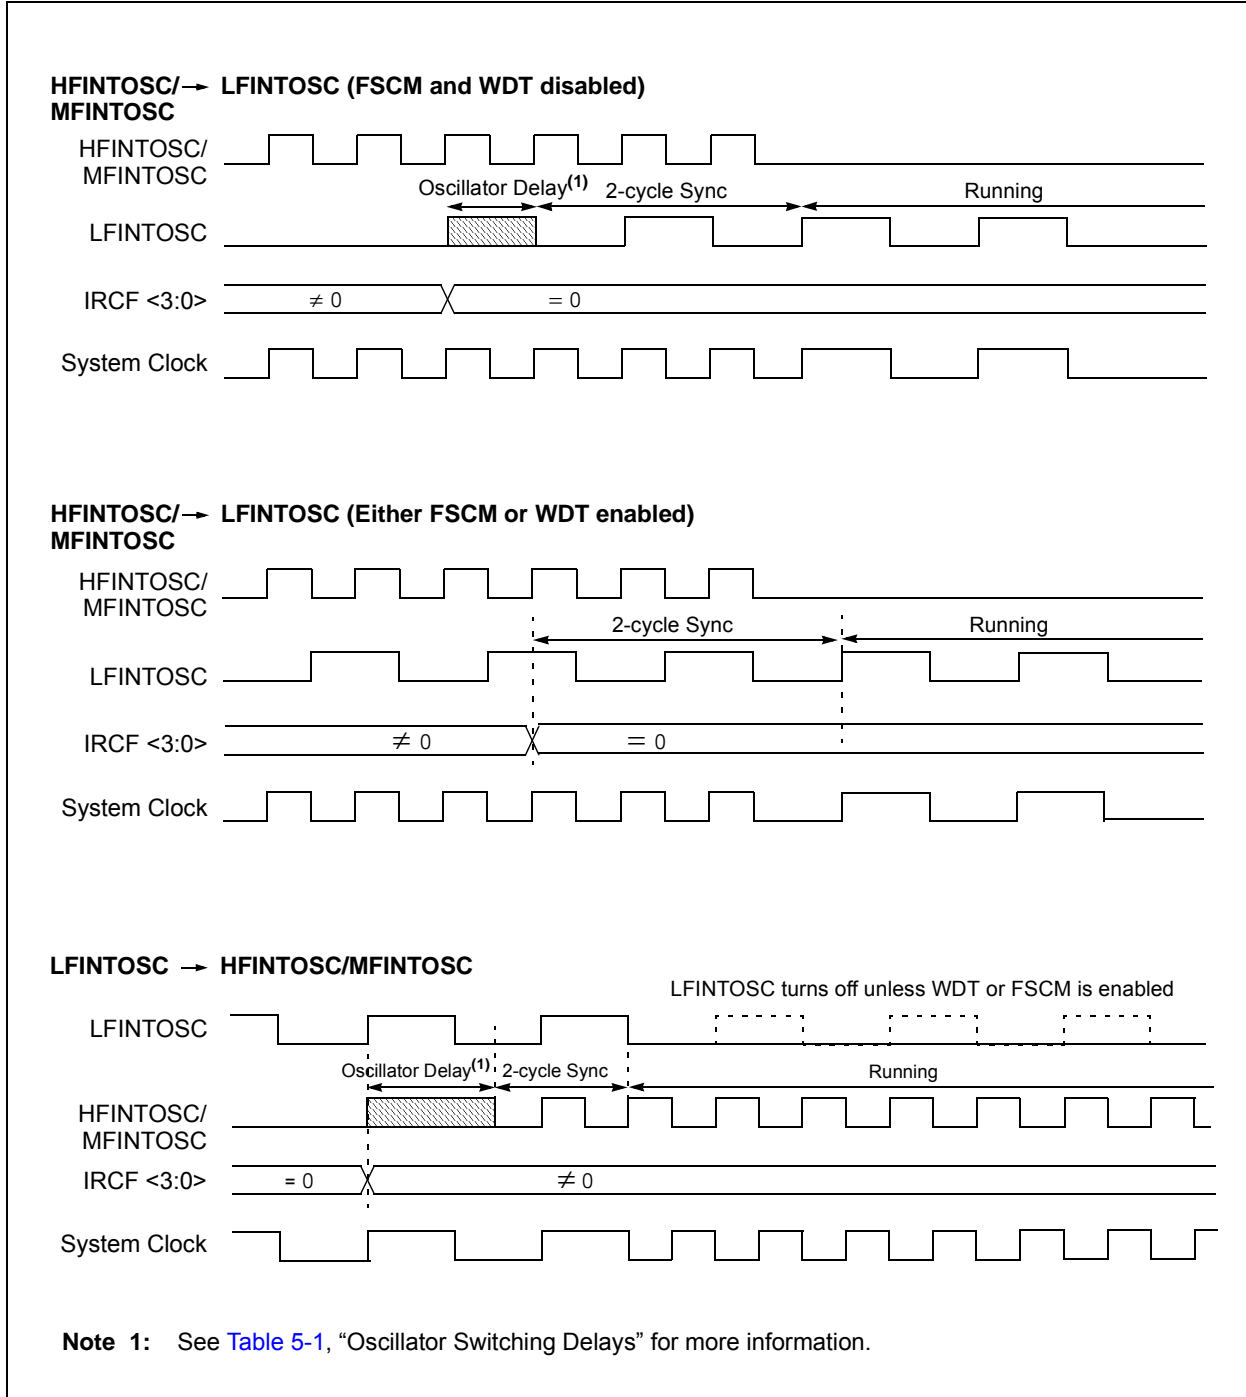 HFINTOSC/→ LFINTOSC (FSCM and WDT disabled)
MFINTOSC
HFINTOSC/
MFINTOSC
Oscillator Delay(1) 2-cycle Sync Running
LFINTOSC
IRCF <3:0> ≠ 0 = 0
System Clock
HFINTOSC/→ LFINTOSC (Either FSCM or WDT enabled)
MFINTOSC
HFINTOSC/
MFINTOSC
2-cycle Sync Running
LFINTOSC
IRCF <3:0> ≠ 0 = 0
System Clock
LFINTOSC → HFINTOSC/MFINTOSC
LFINTOSC turns off unless WDT or FSCM is enabled
LFINTOSC
Oscillator Delay(1) 2-cycle Sync Running
HFINTOSC/
MFINTOSC
IRCF <3:0> = 0 ≠ 0
System Clock
Note 1: See Table 5-1, “Oscillator Switching Delays” for more information.